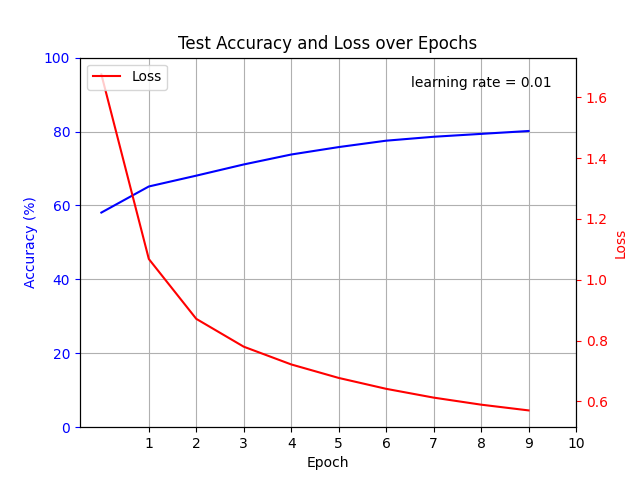 Test Accuracy and Loss over Epochs
Loss
learning rate = 0.01
100
80
60
40
20
0
Accuracy (%)
1.6
1.4
1.2
1.0
0.8
0.6
Loss
1 2 3 4 5 6 7 8 9 10
Epoch